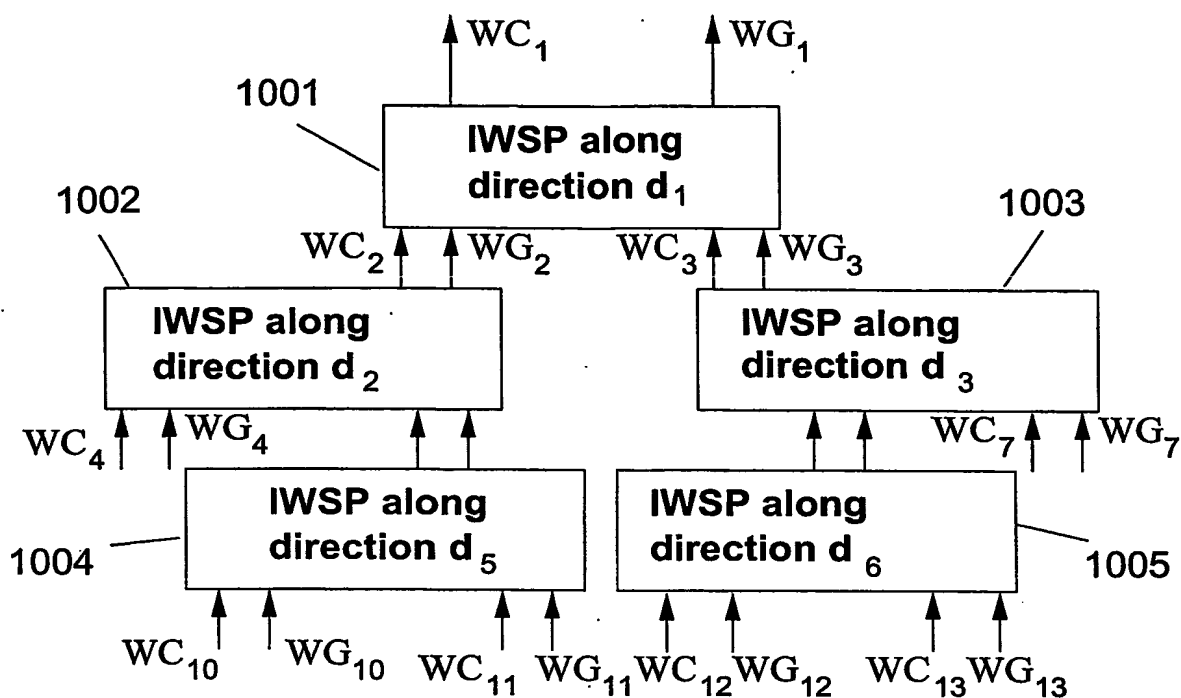 WC1
WG1
1001
IWSP along
direction d1
1002
1003
WC2
WG2
WC3
WG3
IWSP along
direction d2
IWSP along
direction d3
WC4
WG4
WC7
WG7
IWSP along
direction d5
IWSP along
direction d6
1004
1005
WC10
WG10
WC11
WG11
WC12
WG12
WC13
WG13